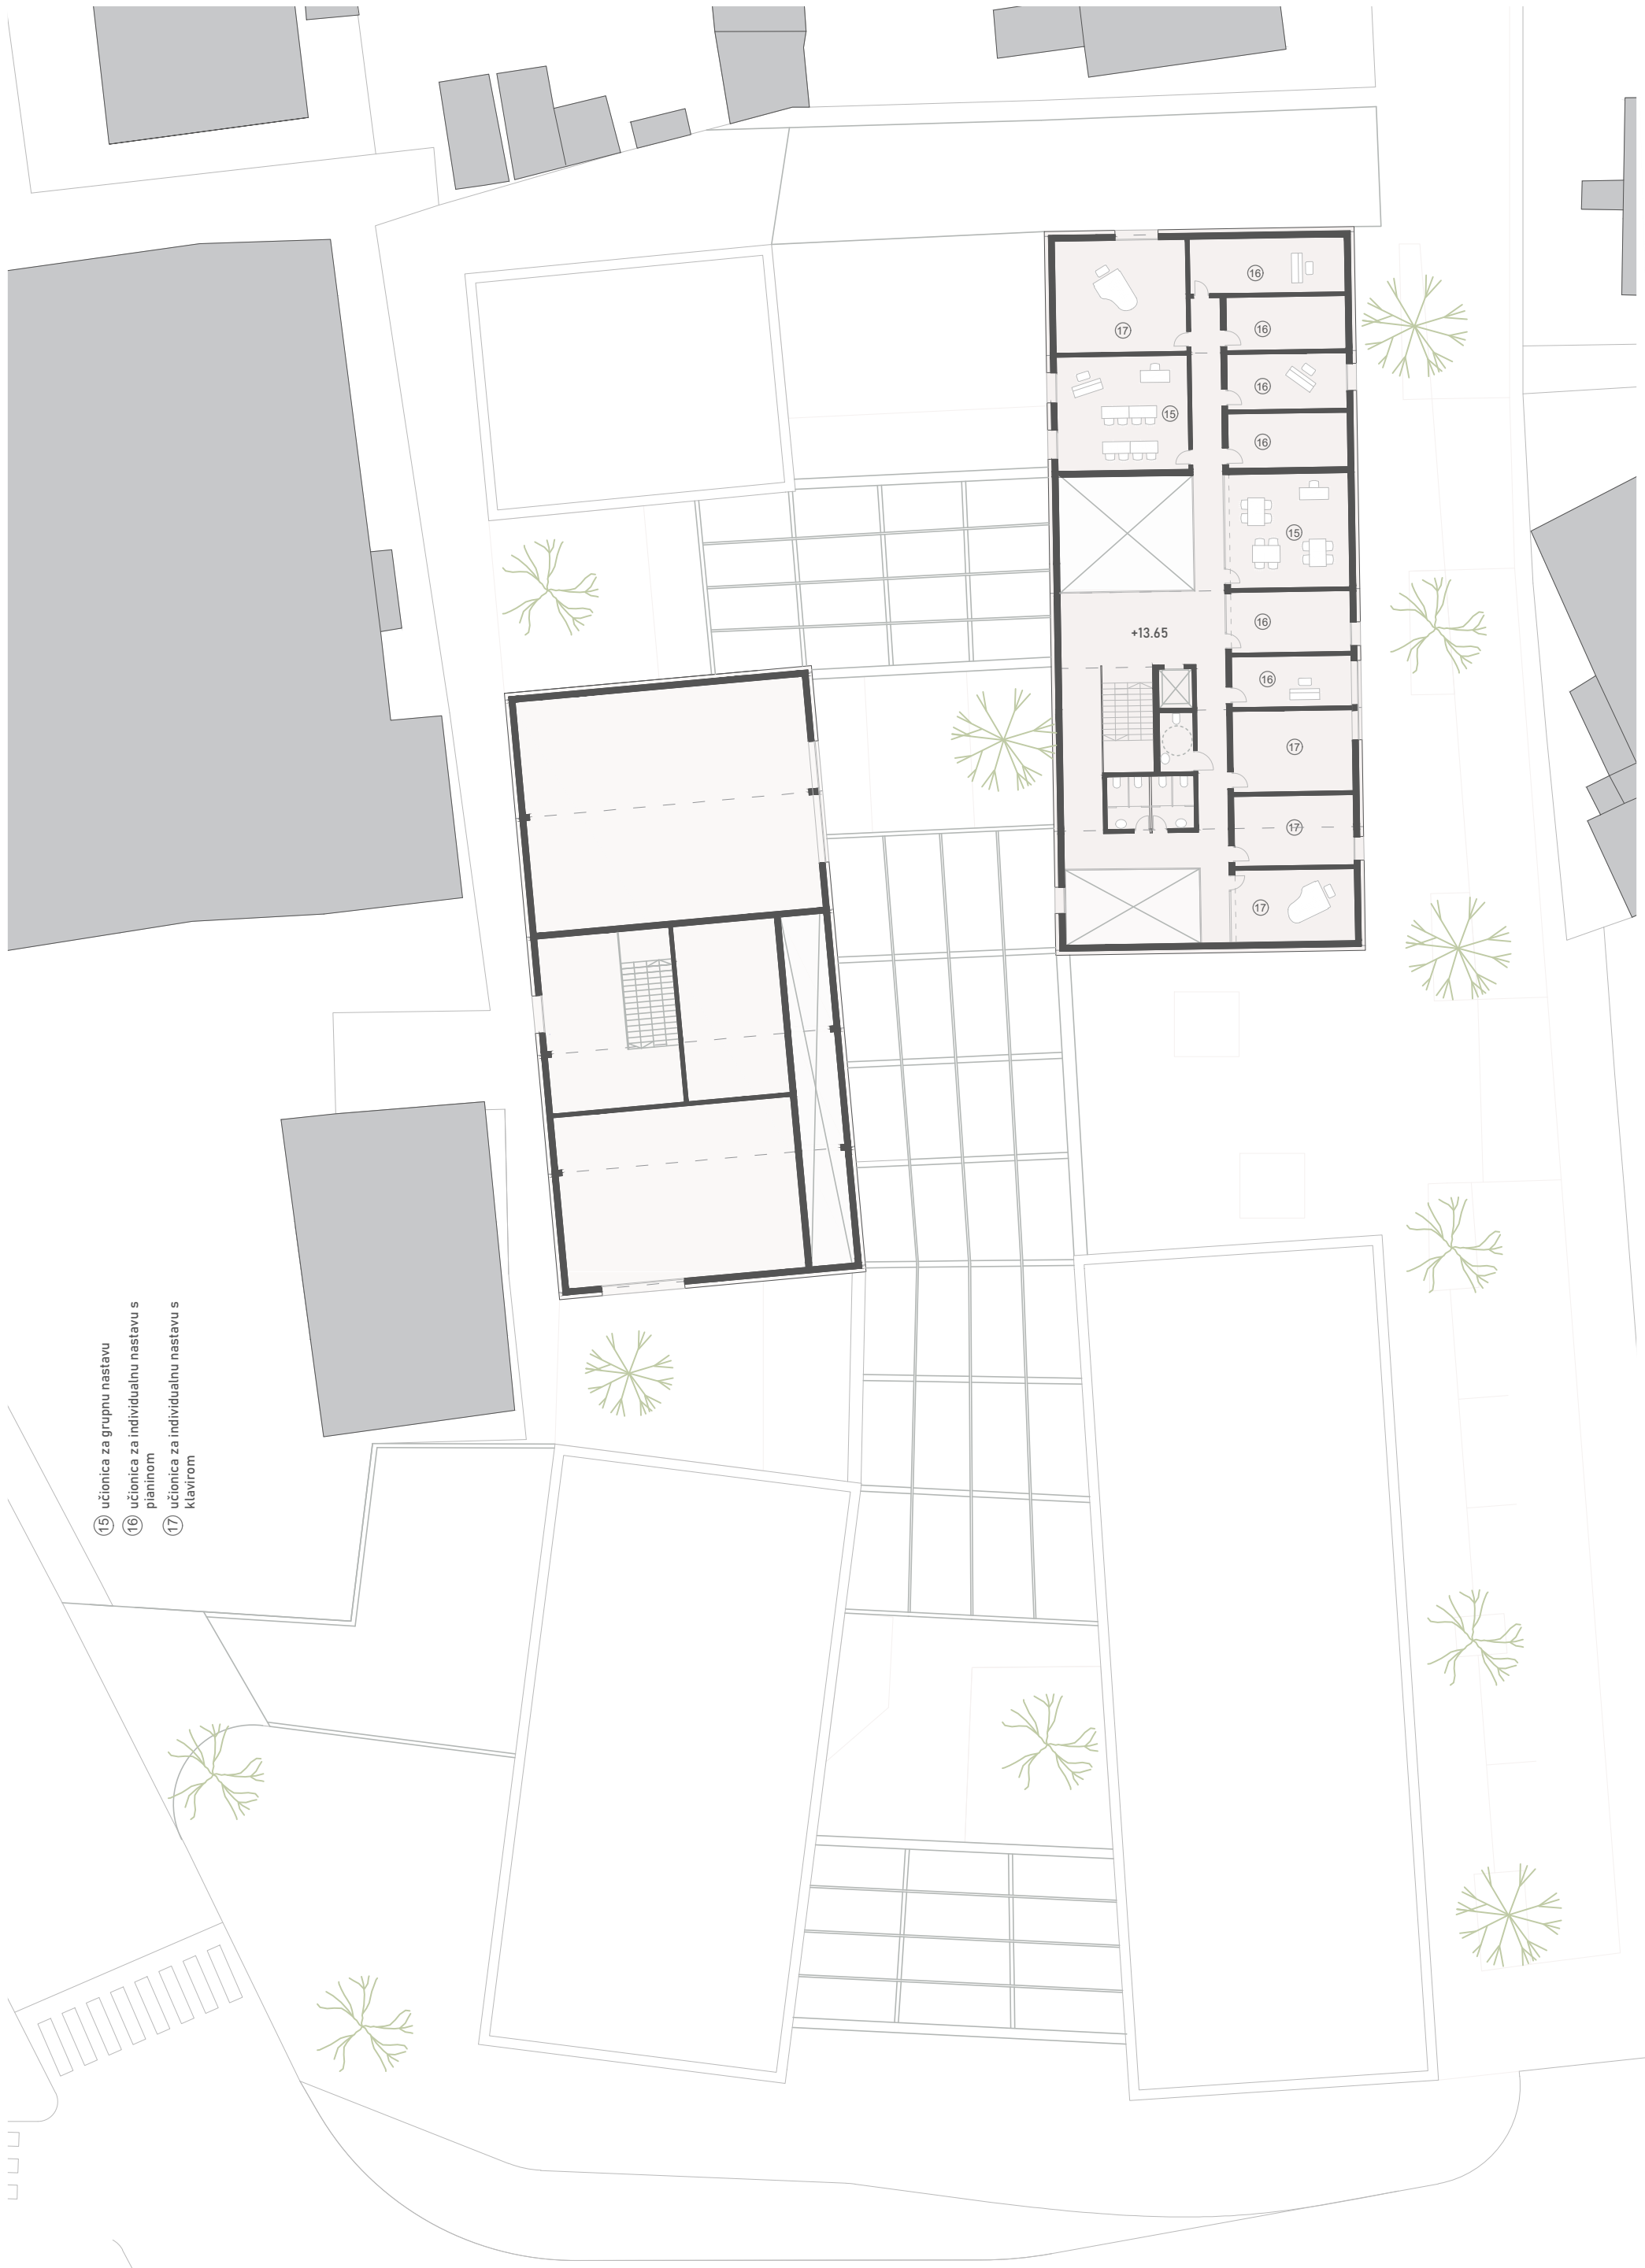 16
16
17
16
15
16
15
16
+13.65
16
17
17
17
15 učionica za grupnu nastavu
16 učionica za individualnu nastavu s
pianinom
17 učionica za individualnu nastavu s
klavirom